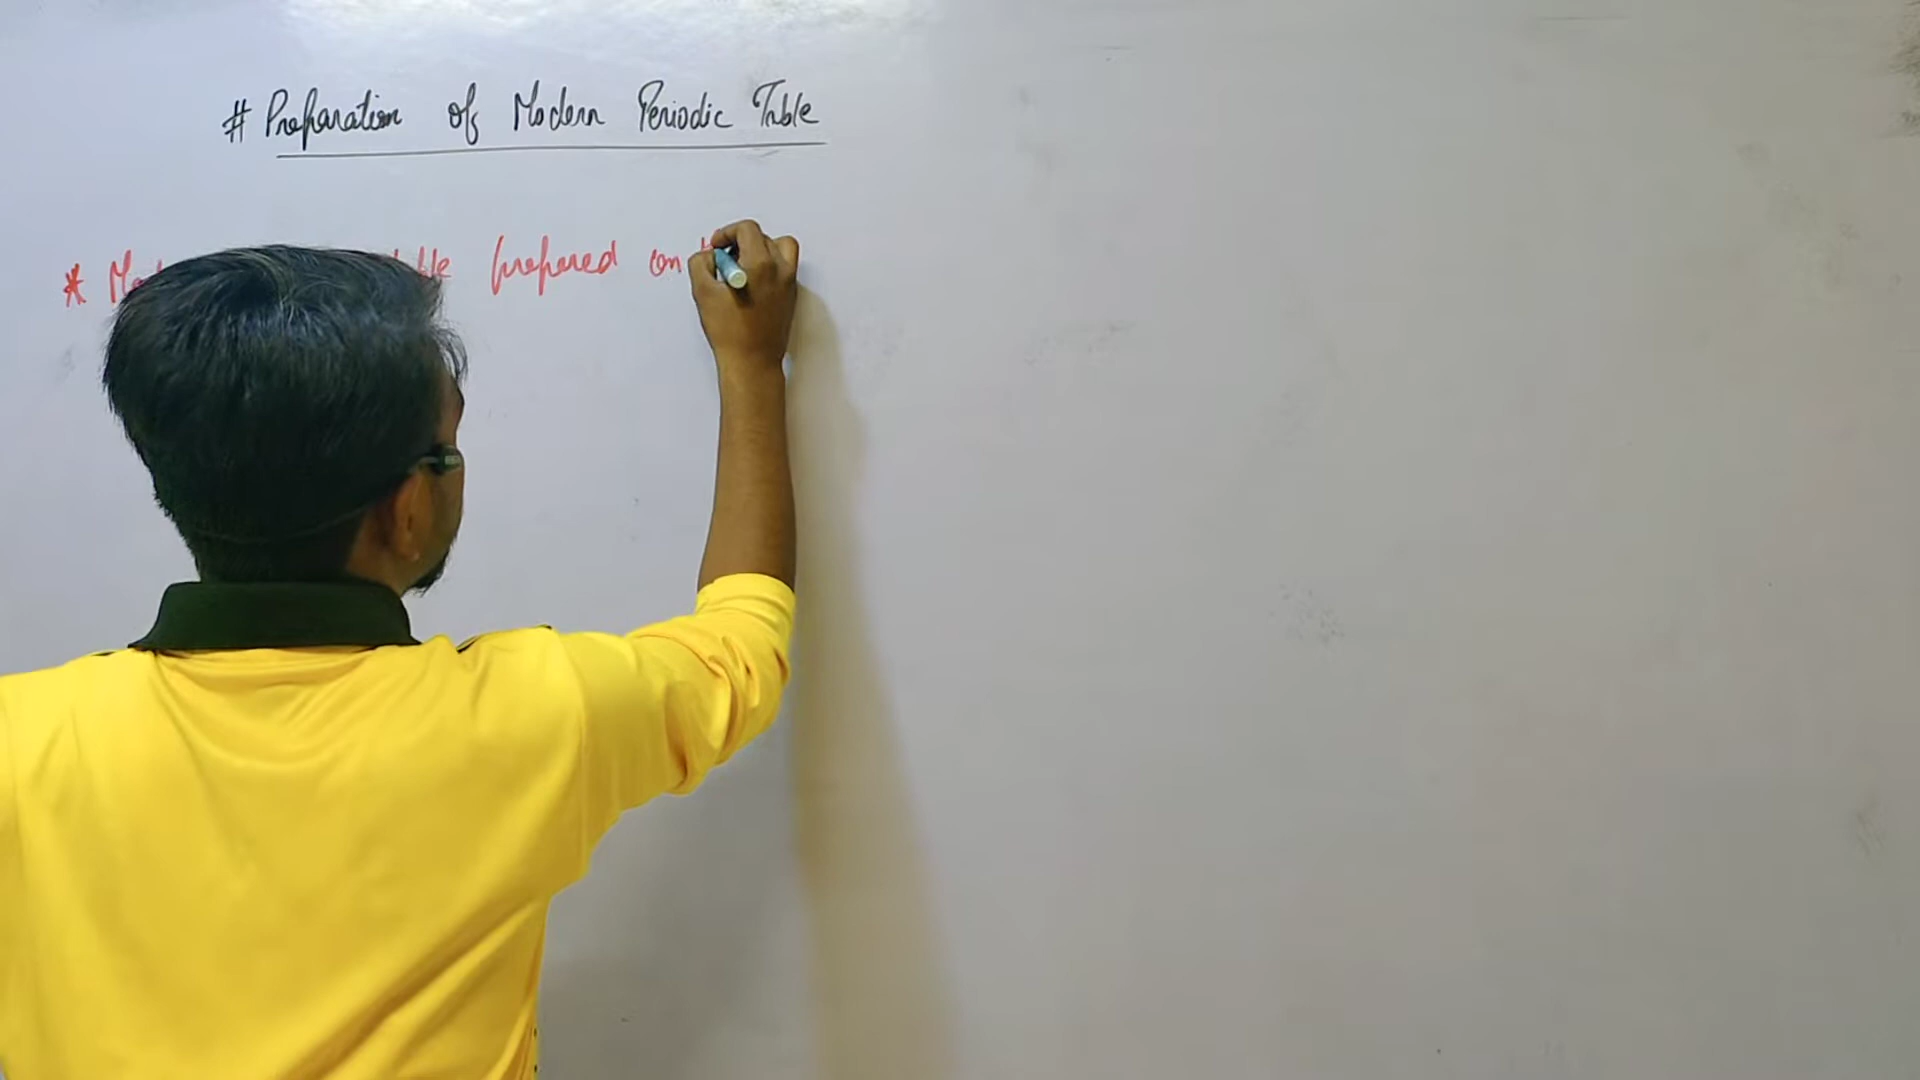 # Preparation of Modern Periodic Table
* prepared on